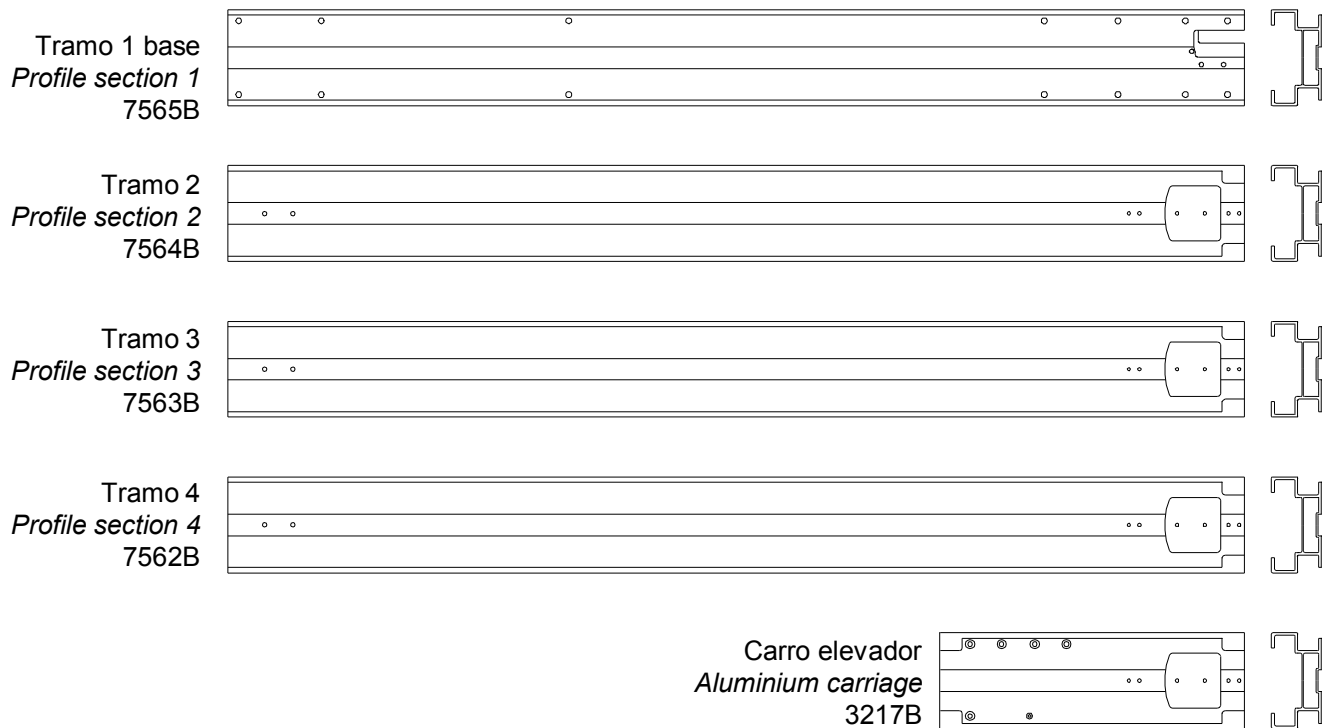 Tramo 1 base
Profile section 1
7565B
Tramo 2
Profile section 2
7564B
Tramo 3
Profile section 3
7563B
Tramo 4
Profile section 4
7562B
Carro elevador
Aluminium carriage
3217B